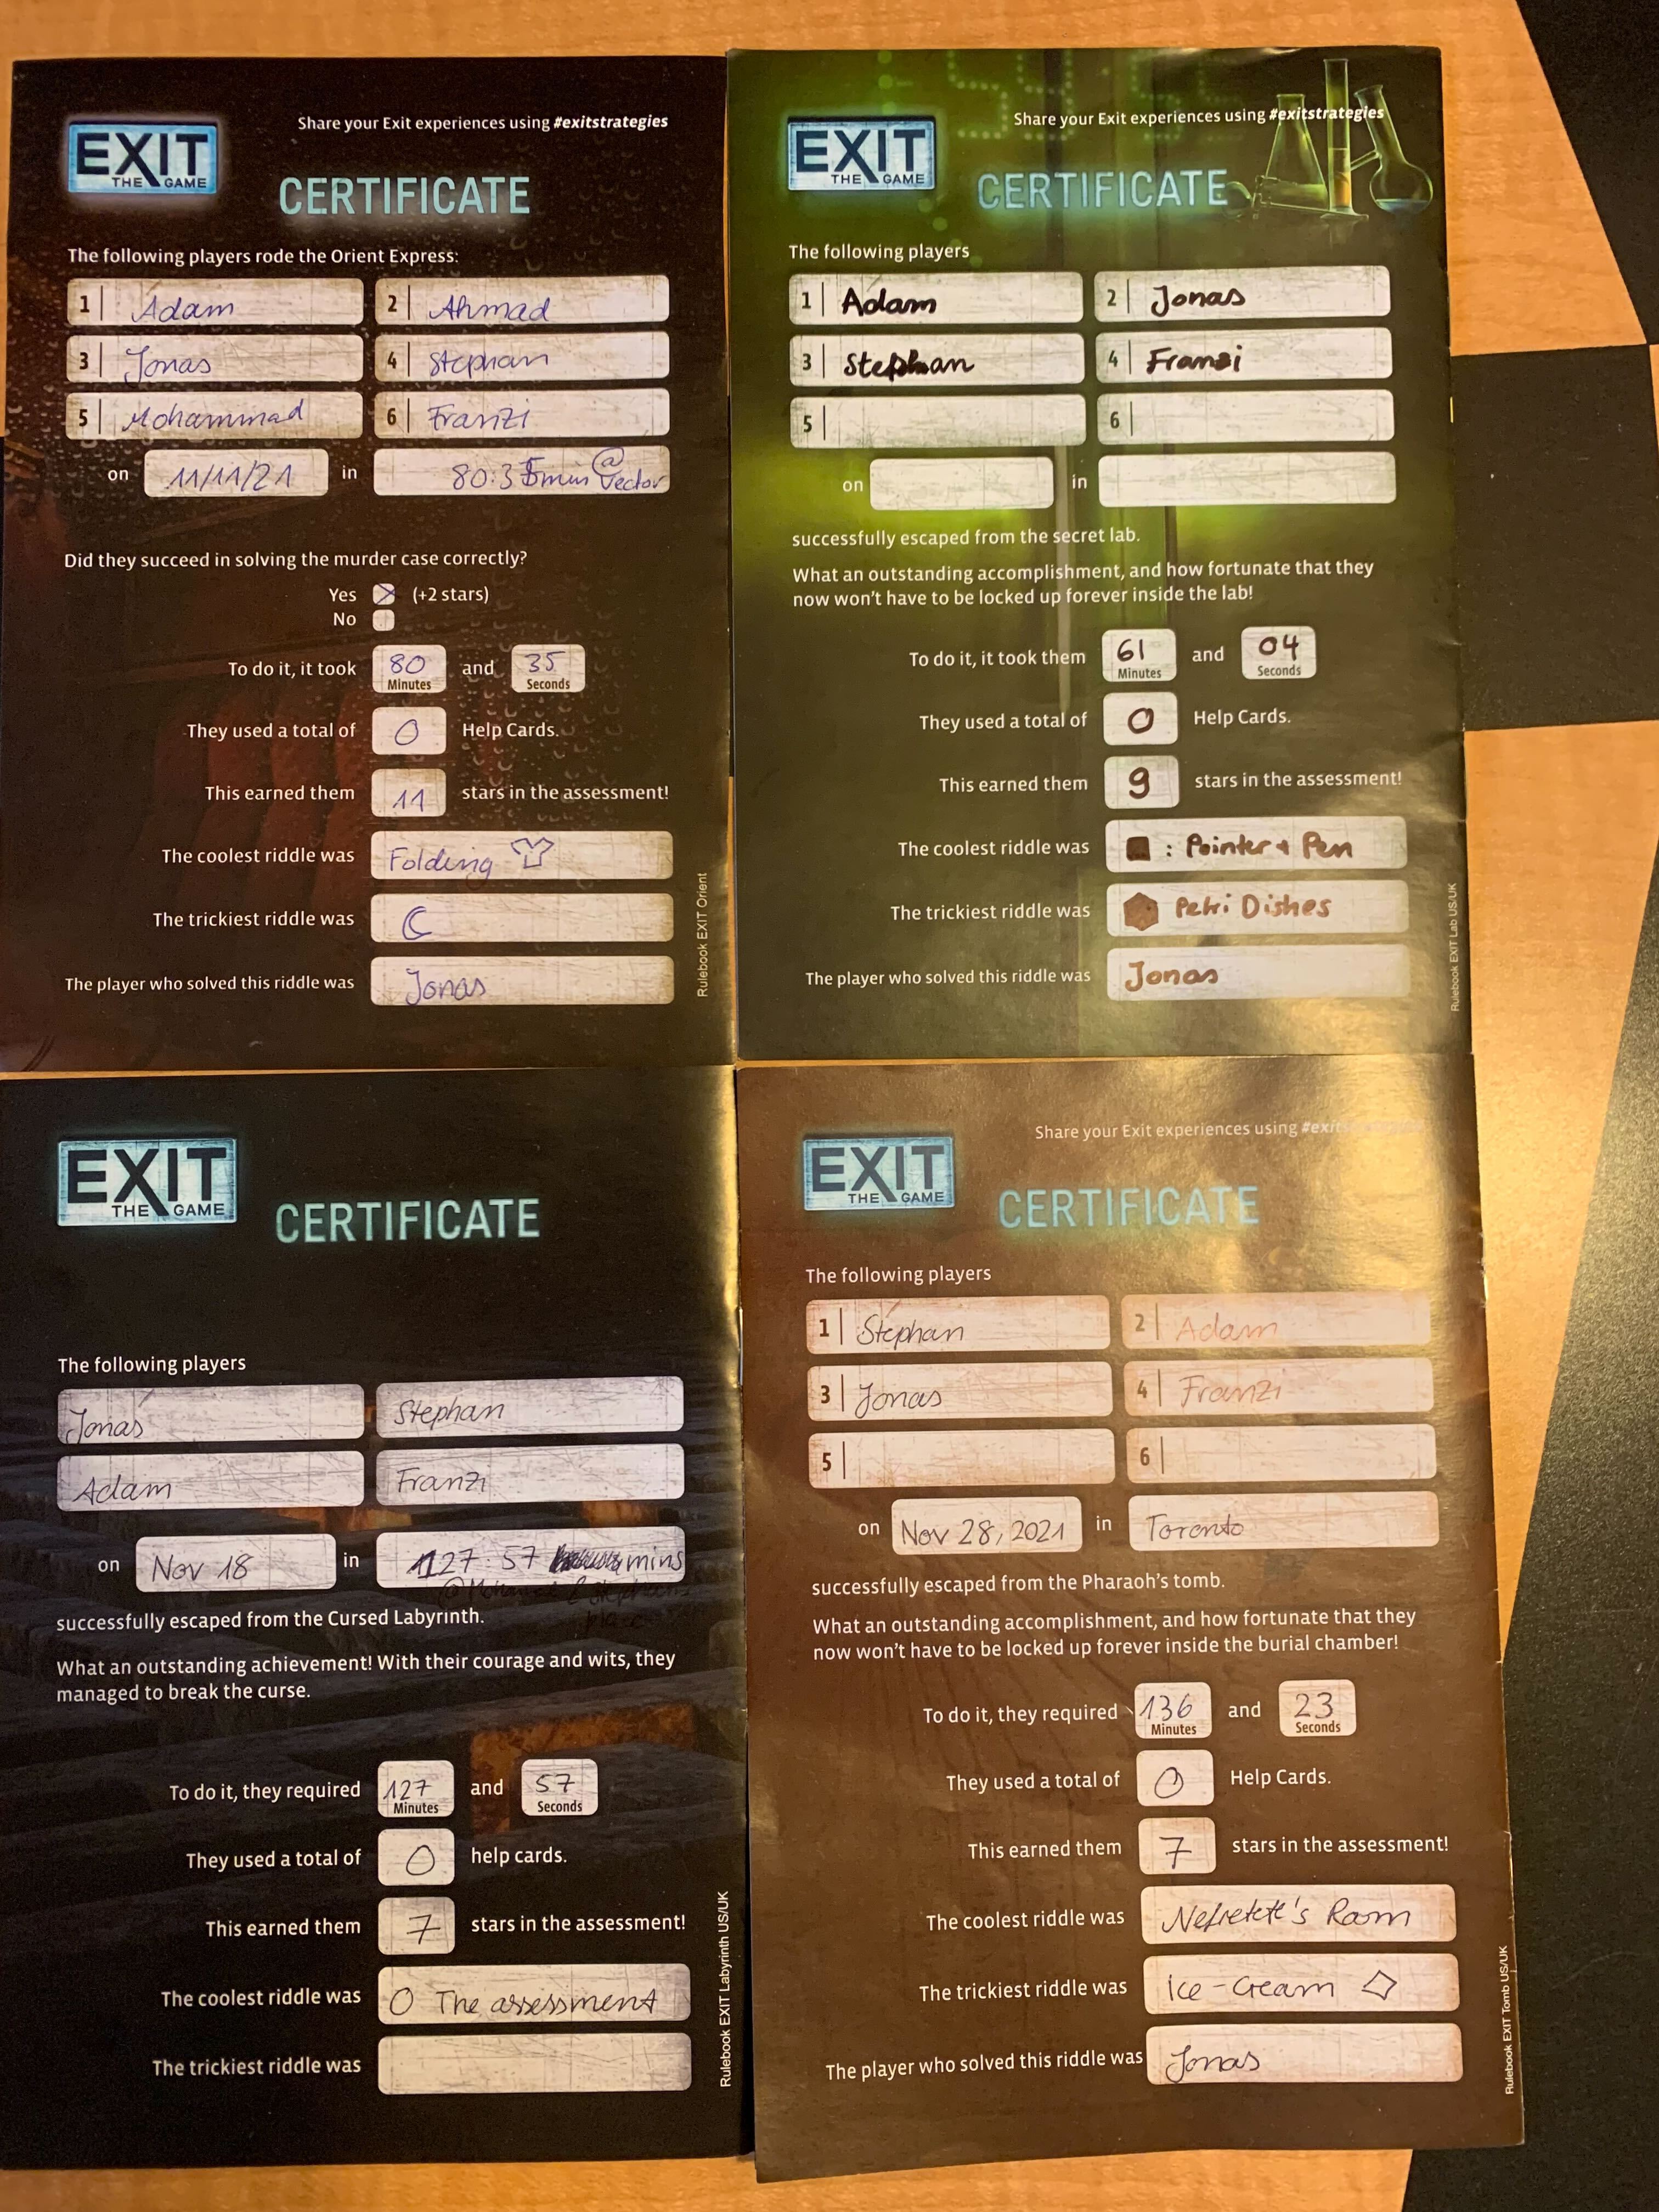 Share your Exit experiences using #exitstrategies
EXIT
THE GAME
CERTIFICATE
The following players rode the Orient Express:
1 Adam 2 Ahmad
3 Jonas 4 Stephan
5 Mohammad 6 Franzi
on 11/11/21 in 80:35min @ Vector
Did they succeed in solving the murder case correctly?
Yes (+2 stars)
No
To do it, it took 80 Minutes and 35 Seconds
They used a total of 0 Help Cards.
This earned them 11 stars in the assessment!
The coolest riddle was Folding
The trickiest riddle was
The player who solved this riddle was Jonas
Rulebook EXIT Orient
Share your Exit experiences using #exitstrategies
EXIT
THE GAME
CERTIFICATE
The following players
1 Adam 2 Jonas
3 Stephan 4 Franzi
5 6
on in
successfully escaped from the secret lab.
What an outstanding accomplishment, and how fortunate that they
now won't have to be locked up forever inside the lab!
To do it, it took them 61 Minutes and 04 Seconds
They used a total of 0 Help Cards.
This earned them 9 stars in the assessment!
The coolest riddle was : Pointer + Pen
The trickiest riddle was Petri Dishes
The player who solved this riddle was Jonas
Rulebook EXIT Lab US/UK
EXIT
THE GAME
CERTIFICATE
The following players
Jonas Stephan
Adam Franzi
on Nov 18 in 127:57 mins
successfully escaped from the Cursed Labyrinth.
What an outstanding achievement! With their courage and wits, they
managed to break the curse.
To do it, they required 127 Minutes and 57 Seconds
They used a total of 0 help cards.
This earned them 7 stars in the assessment!
The coolest riddle was O The assessment
The trickiest riddle was
Rulebook EXIT Labyrinth US/UK
Share your Exit experiences using #exitstrategies
EXIT
THE GAME
CERTIFICATE
The following players
1 Stephan 2 Adam
3 Jonas 4 Franzi
5 6
on Nov 28, 2021 in Toronto
successfully escaped from the Pharaoh's tomb.
What an outstanding accomplishment, and how fortunate that they
now won't have to be locked up forever inside the burial chamber!
To do it, they required 136 Minutes and 23 Seconds
They used a total of 0 Help Cards.
This earned them 7 stars in the assessment!
The coolest riddle was Nefretete's Room
The trickiest riddle was Ice-Cream
The player who solved this riddle was Jonas
Rulebook EXIT Tomb US/UK